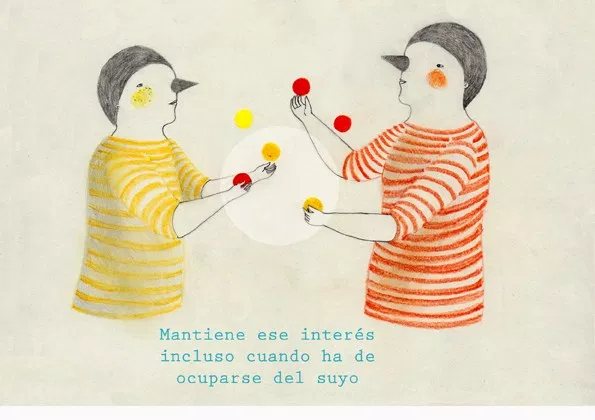 Mantiene ese interés
incluso cuando ha de
ocuparse del suyo